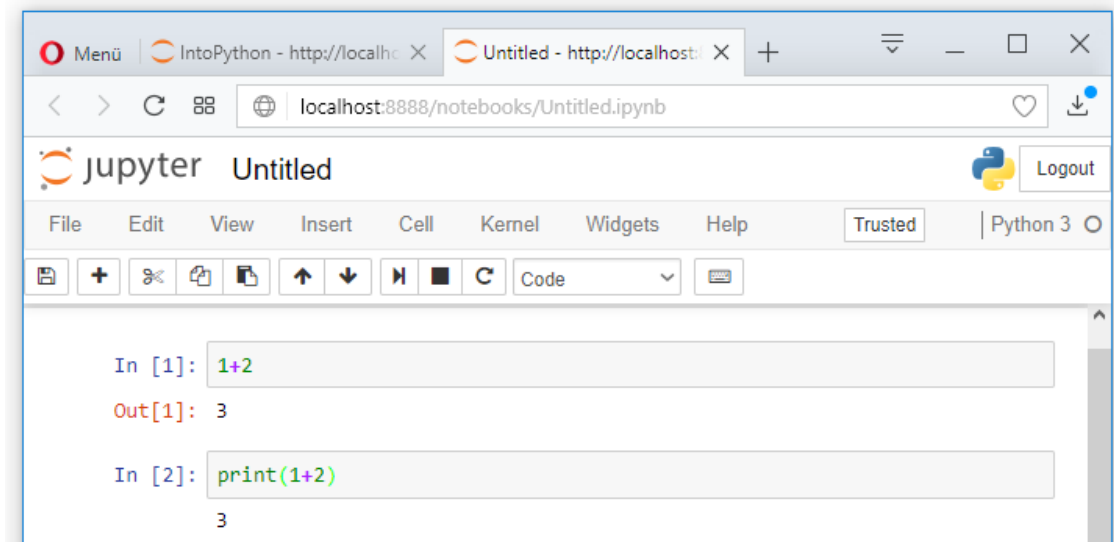 Menü IntoPython - http://localhc Untitled - http://localhost:
localhost:8888/notebooks/Untitled.ipynb
jupyter Untitled Logout
File Edit View Insert Cell Kernel Widgets Help Trusted Python 3
Code
In [1]: 1+2
Out[1]: 3
In [2]: print(1+2)
3